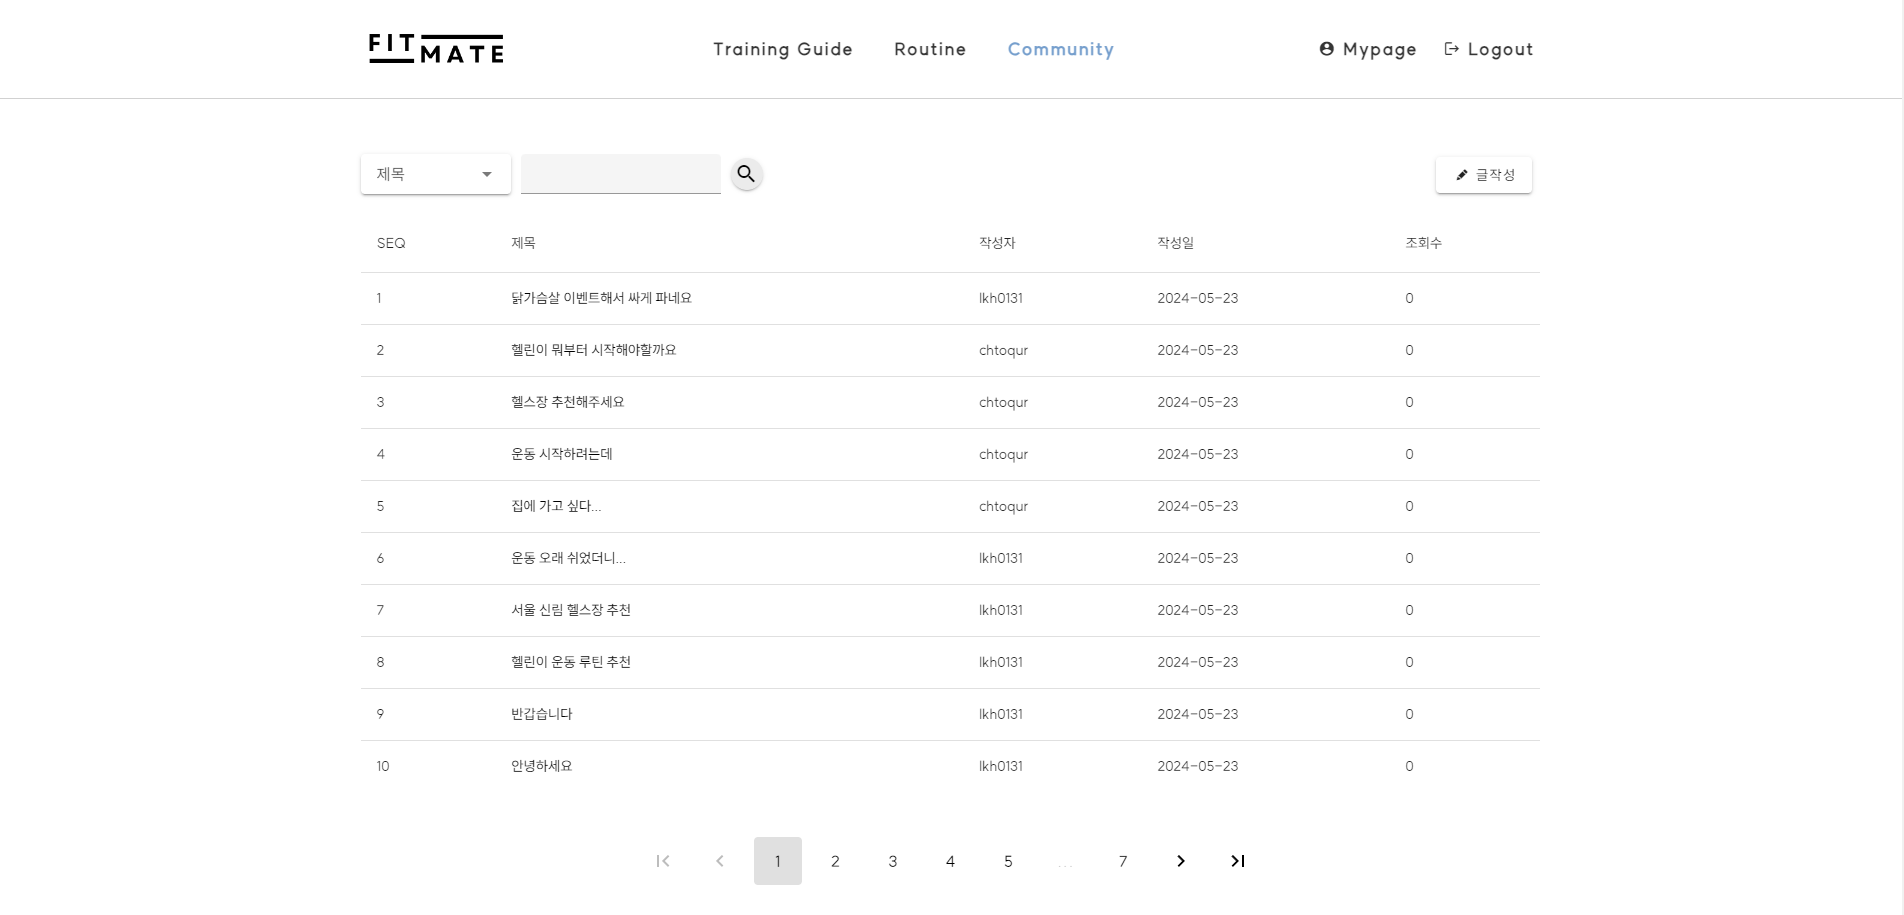 FIT MATE
Training Guide Routine Community Mypage Logout
제목 글작성
SEQ 제목 작성자 작성일 조회수
1 닭가슴살 이벤트해서 싸게 파네요 lkh0131 2024-05-23 0
2 헬린이 뭐부터 시작해야할까요 chtoqur 2024-05-23 0
3 헬스장 추천해주세요 chtoqur 2024-05-23 0
4 운동 시작하려는데 chtoqur 2024-05-23 0
5 집에 가고 싶다... chtoqur 2024-05-23 0
6 운동 오래 쉬었더니... lkh0131 2024-05-23 0
7 서울 신림 헬스장 추천 lkh0131 2024-05-23 0
8 헬린이 운동 루틴 추천 lkh0131 2024-05-23 0
9 반갑습니다 lkh0131 2024-05-23 0
10 안녕하세요 lkh0131 2024-05-23 0
1 2 3 4 5 ... 7